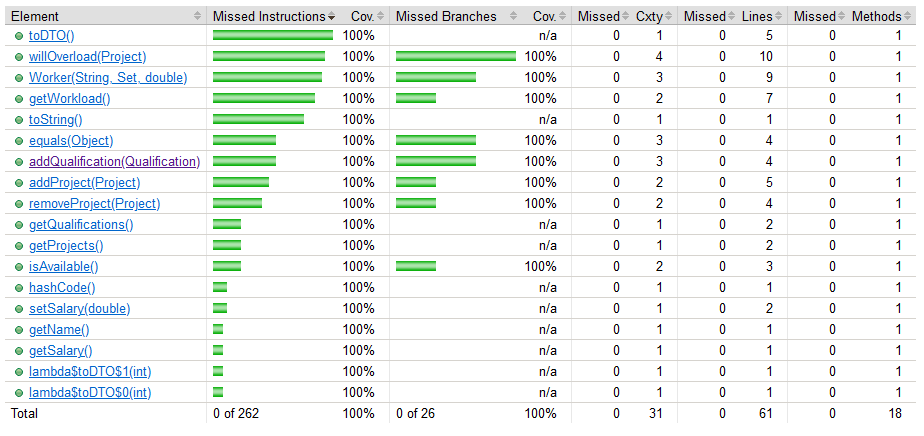 Element Missed Instructions Cov. Missed Branches Cov. Missed Cxty Missed Lines Missed Methods
toDTO() 100% n/a 0 1 0 5 0 1
willOverload(Project) 100% 100% 0 4 0 10 0 1
Worker(String, Set, double) 100% 100% 0 3 0 9 0 1
getWorkload() 100% 100% 0 2 0 7 0 1
toString() 100% n/a 0 1 0 1 0 1
equals(Object) 100% 100% 0 3 0 4 0 1
addQualification(Qualification) 100% 100% 0 3 0 4 0 1
addProject(Project) 100% 100% 0 2 0 5 0 1
removeProject(Project) 100% 100% 0 2 0 4 0 1
getQualifications() 100% n/a 0 1 0 2 0 1
getProjects() 100% n/a 0 1 0 2 0 1
isAvailable() 100% 100% 0 2 0 3 0 1
hashCode() 100% n/a 0 1 0 1 0 1
setSalary(double) 100% n/a 0 1 0 2 0 1
getName() 100% n/a 0 1 0 1 0 1
getSalary() 100% n/a 0 1 0 1 0 1
lambda$toDTO$1(int) 100% n/a 0 1 0 1 0 1
lambda$toDTO$0(int) 100% n/a 0 1 0 1 0 1
Total 0 of 262 100% 0 of 26 100% 0 31 0 61 0 18